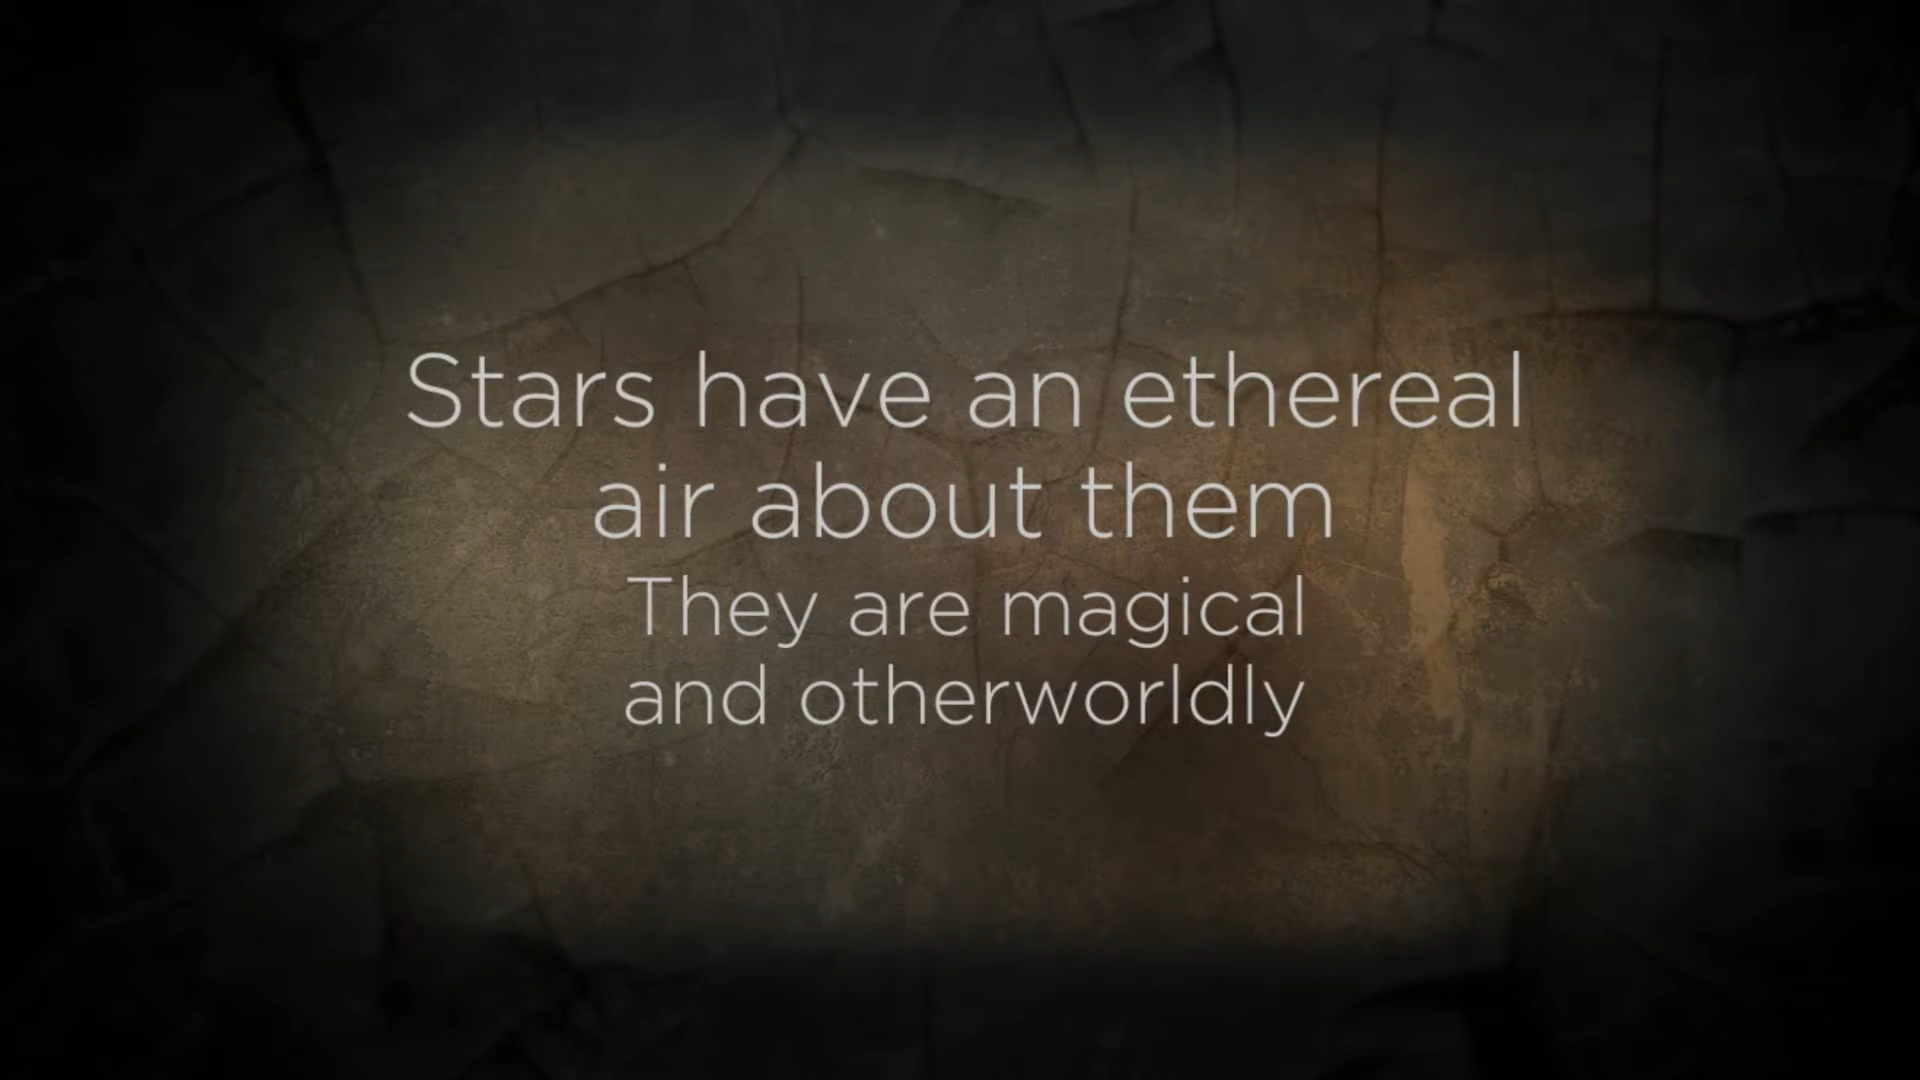 Stars have an ethereal
air about them
They are magical
and otherworldly